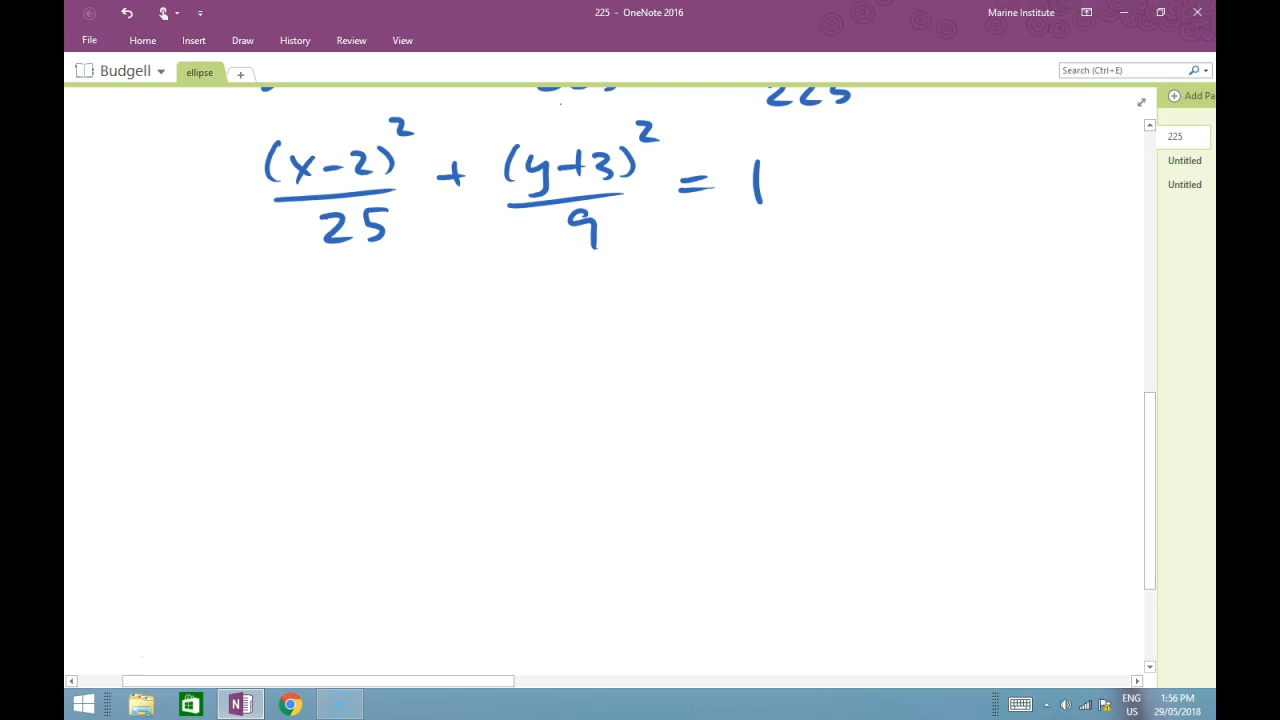 225 - OneNote 2016
Marine Institute
File Home Insert Draw History Review View
Budgell ellipse +
Search (Ctrl+E)
Add Pa
225
225
Untitled
Untitled
(x-2)² + (y+3)² = 1
25 9
ENG
US
1:56 PM
29/05/2018